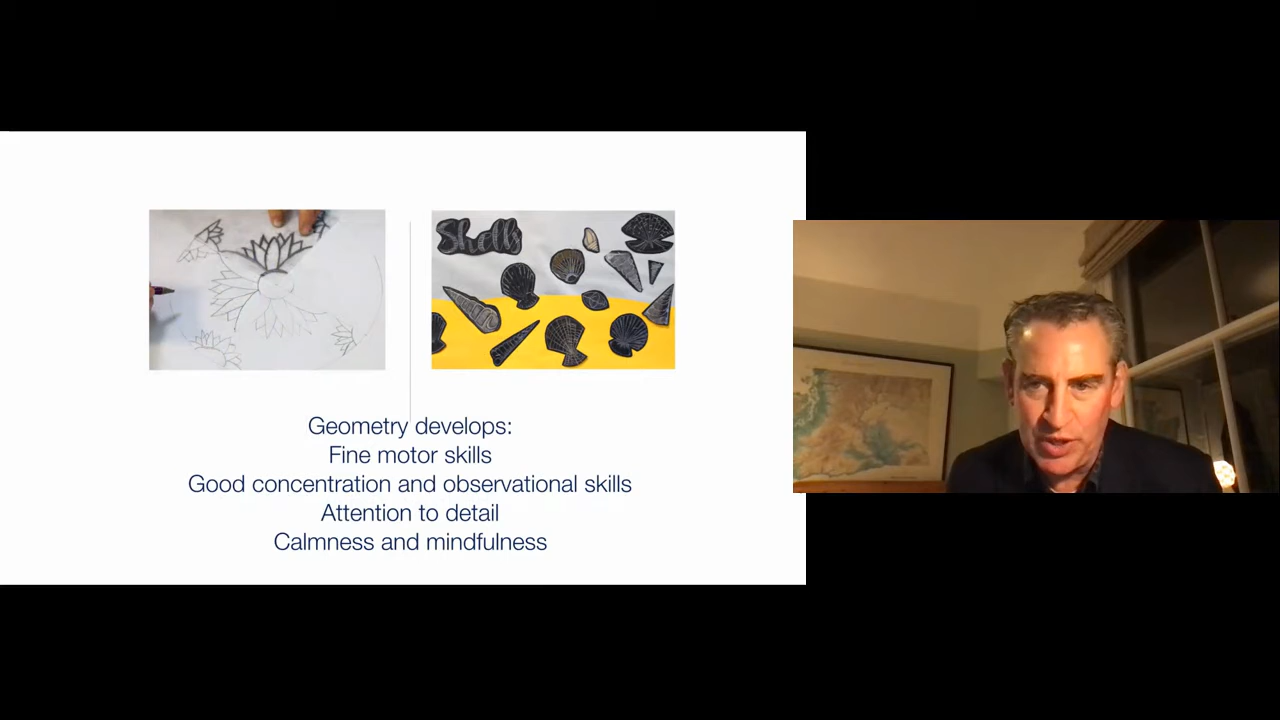 Shells
Geometry develops:
Fine motor skills
Good concentration and observational skills
Attention to detail
Calmness and mindfulness